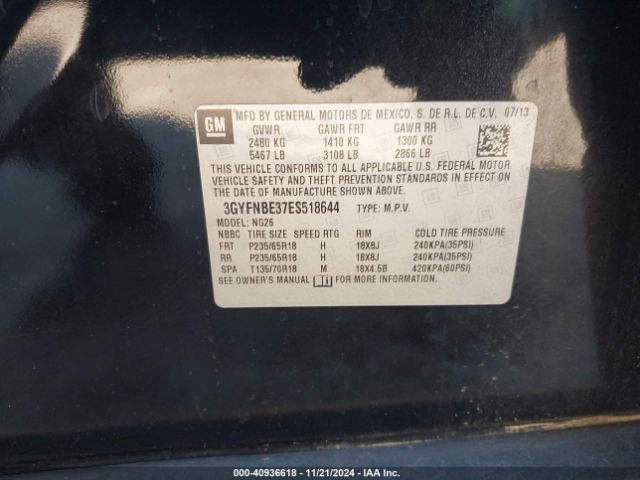 GM
MFD BY GENERAL MOTORS DE MEXICO, S. DE R.L. DE C.V. 07/13
GVWR GAWR FRT GAWR RR
2480 KG 1410 KG 1300 KG
5467 LB 3108 LB 2866 LB
THIS VEHICLE CONFORMS TO ALL APPLICABLE U.S. FEDERAL MOTOR
VEHICLE SAFETY AND THEFT PREVENTION STANDARDS IN EFFECT ON
THE DATE OF MANUFACTURE SHOWN ABOVE.
3GYFNBE37ES518644 TYPE: M.P.V.
MODEL: NG26
NBBC TIRE SIZE SPEED RTG RIM COLD TIRE PRESSURE
FRT P235/65R18 H 18X8J 240KPA(35PSI)
RR P235/65R18 H 18X8J 240KPA(35PSI)
SPA T135/70R18 M 18X4.5B 420KPA(60PSI)
SEE OWNER'S MANUAL FOR ADDITIONAL INFORMATION
000-40936618 - 11/21/2024 - IAA Inc.